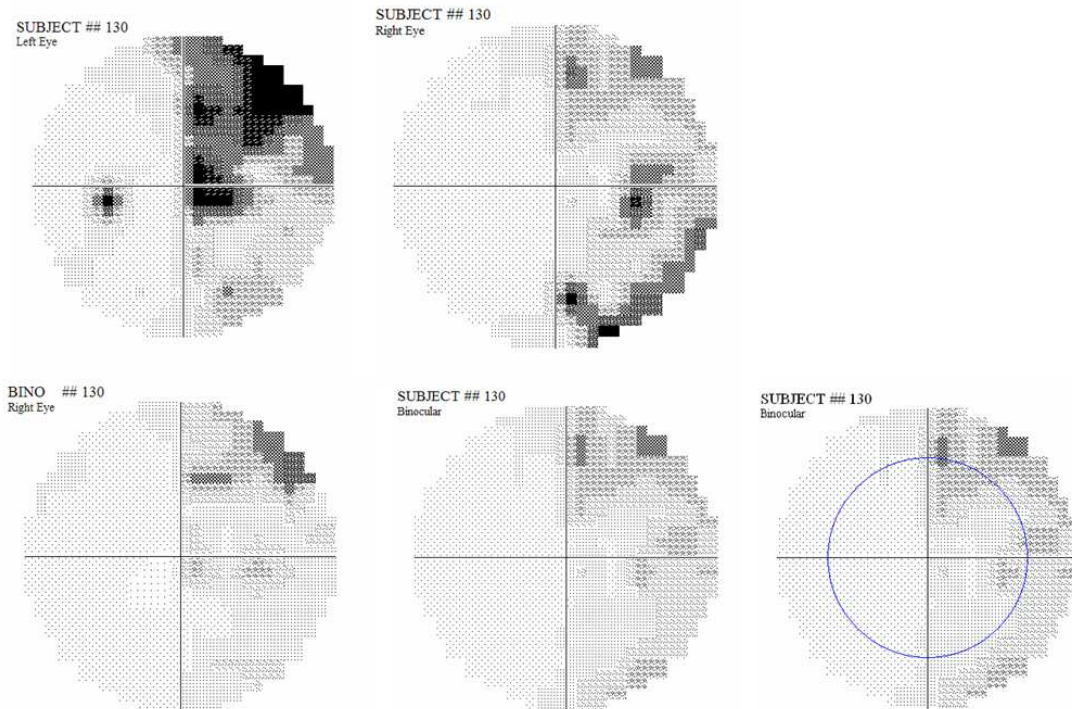 SUBJECT ## 130
Left Eye
SUBJECT ## 130
Right Eye
BINO ## 130
Right Eye
SUBJECT ## 130
Binocular
SUBJECT ## 130
Binocular